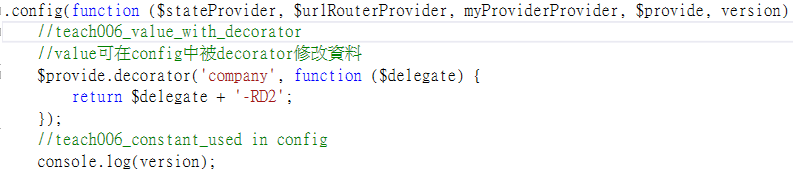 .config(function ($stateProvider, $urlRouterProvider, myProviderProvider, $provide, version)
//teach006_value_with_decorator
//value可在config中被decorator修改資料
$provide.decorator('company', function ($delegate) {
return $delegate + '-RD2';
});
//teach006_constant_used in config
console.log(version);